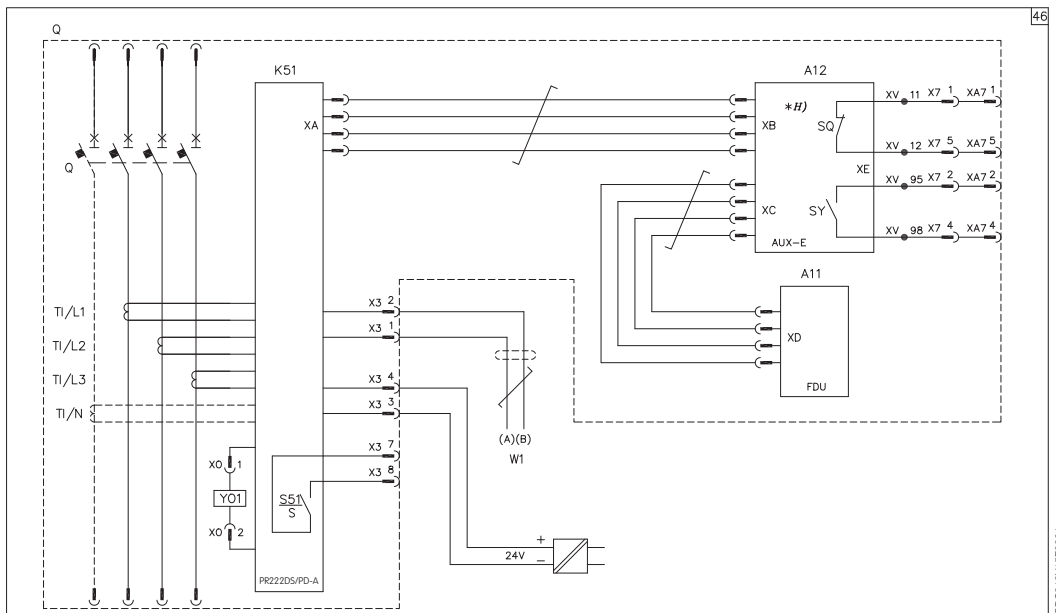 46
Q
K51
A12
XA
*H)
XB
XV 11 X7 1 XA7 1
SQ
XV 12 X7 5 XA7 5
XE
XV 95 X7 2 XA7 2
Q
XC
SY
XV 98 X7 4 XA7 4
AUX-E
A11
TI/L1
X3 2
X3 1
XD
TI/L2
TI/L3
X3 4
FDU
TI/N
X3 3
(A)(B)
W1
X3 7
X0 1
X3 8
Y01
S51
S
X0 2
+
24V
-
PR222DS/PD-A